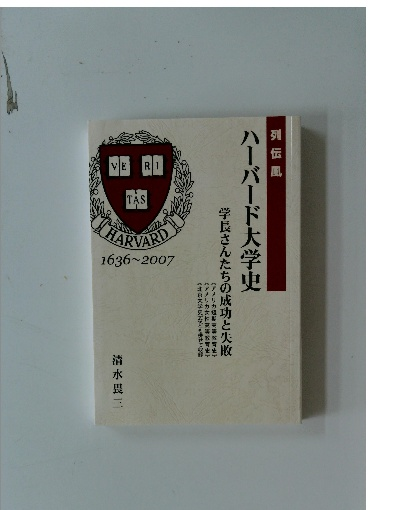 列伝風
ハーバード大学史
学長さんたちの成功と失敗
VE RI
TAS
HARVARD
1636~2007
清水畏三